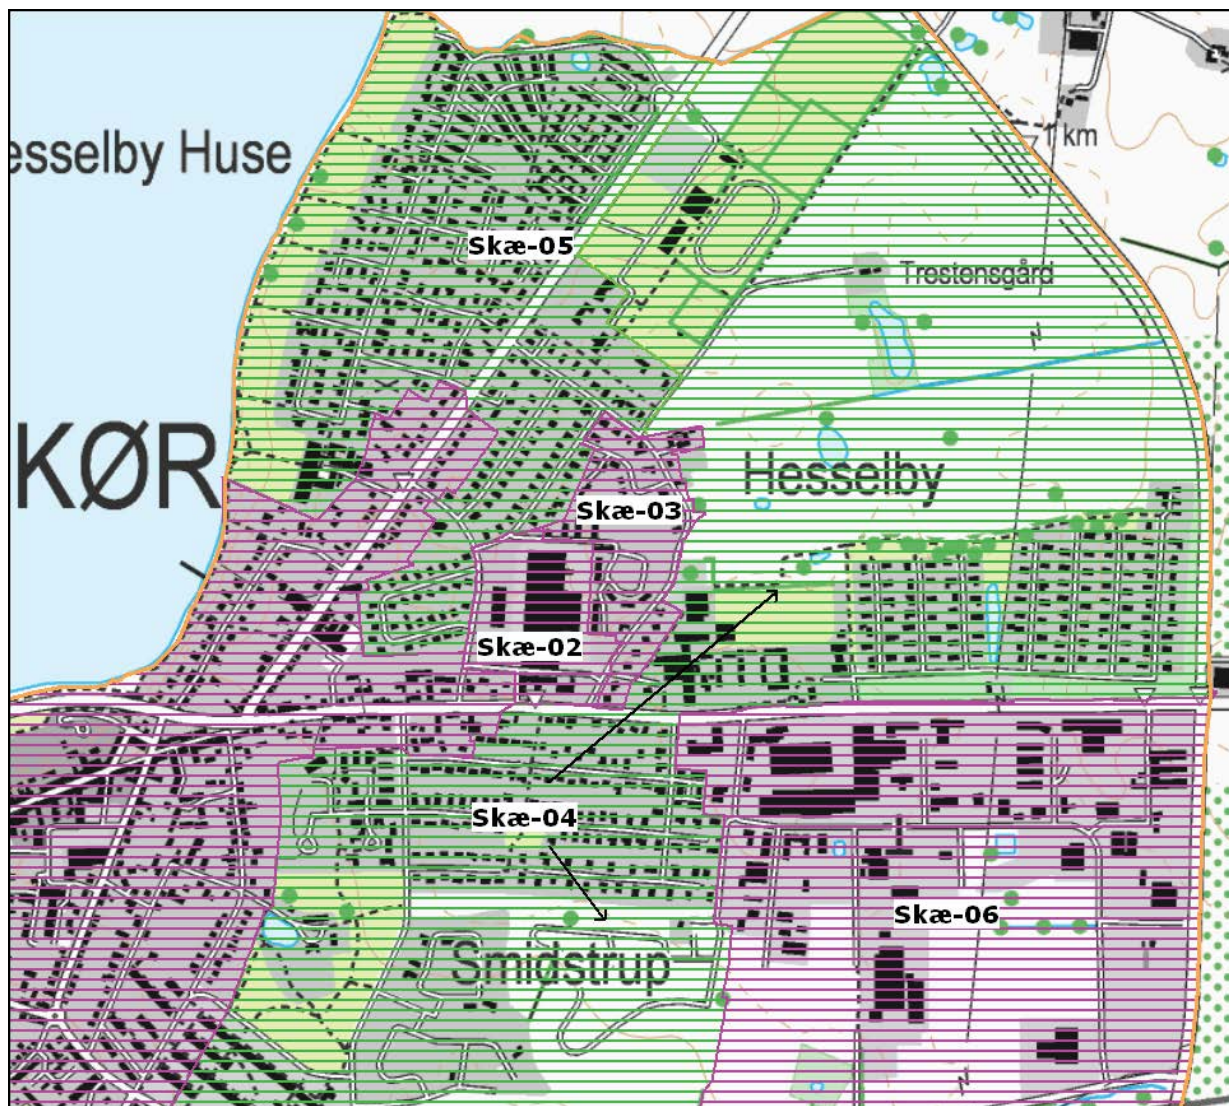 esselby Huse
1 km
Skæ-05
Trestensgård
KØR
Hesselby
Skæ-03
Skæ-02
Skæ-04
Skæ-06
Smidstrup